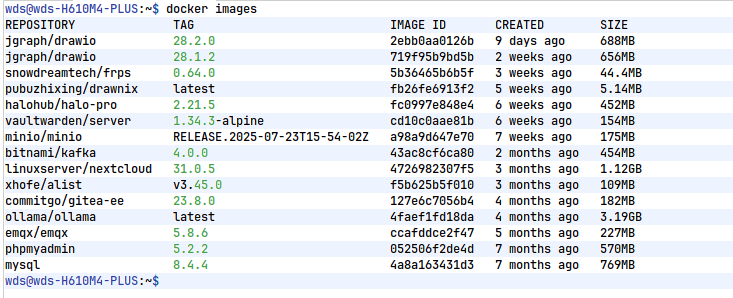 wds@wds-H610M4-PLUS:~$ docker images
REPOSITORY TAG IMAGE ID CREATED SIZE
jgraph/drawio 28.2.0 2ebb0aa0126b 9 days ago 688MB
jgraph/drawio 28.1.2 719f95b9bd5b 2 weeks ago 656MB
snowdreamtech/frps 0.64.0 5b36465b6b5f 3 weeks ago 44.4MB
pubuzhixing/drawnix latest fb26fe6913f2 5 weeks ago 5.14MB
halohub/halo-pro 2.21.5 fc0997e848e4 6 weeks ago 452MB
vaultwarden/server 1.34.3-alpine cd10c0aae81b 6 weeks ago 154MB
minio/minio RELEASE.2025-07-23T15-54-02Z a98a9d647e70 7 weeks ago 175MB
bitnami/kafka 4.0.0 43ac8cf6ca80 2 months ago 454MB
linuxserver/nextcloud 31.0.5 4726982307f5 3 months ago 1.12GB
xhofe/alist v3.45.0 f5b625b5f010 3 months ago 109MB
commitgo/gitea-ee 23.8.0 127e6c7056b4 4 months ago 182MB
ollama/ollama latest 4faef1fd18da 4 months ago 3.19GB
emqx/emqx 5.8.6 ccafddce2f47 5 months ago 227MB
phpmyadmin 5.2.2 052506f2de4d 7 months ago 570MB
mysql 8.4.4 4a8a163431d3 7 months ago 769MB
wds@wds-H610M4-PLUS:~$